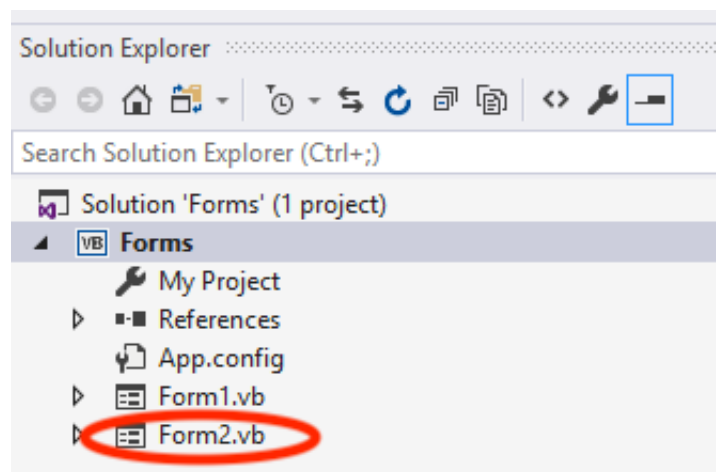 Solution Explorer
Search Solution Explorer (Ctrl+;)
Solution 'Forms' (1 project)
VB Forms
My Project
References
App.config
Form1.vb
Form2.vb